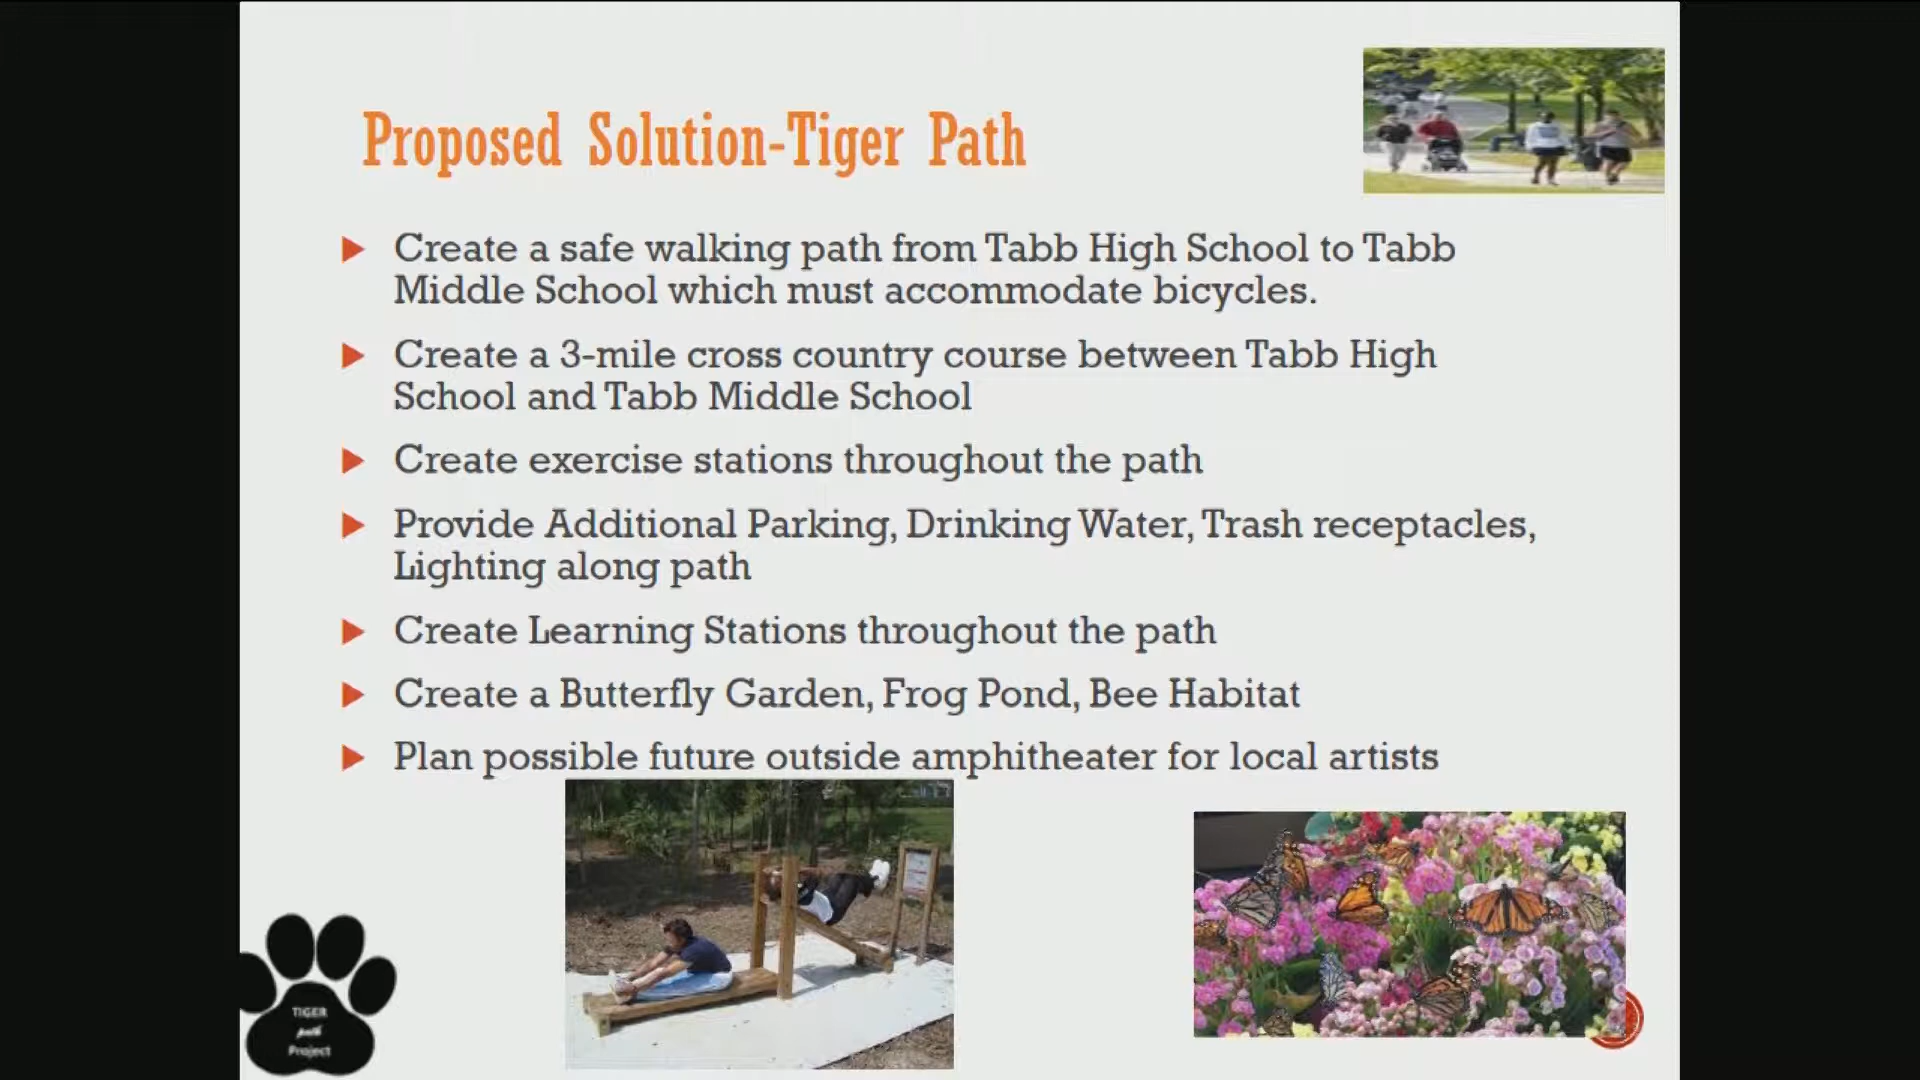 Proposed Solution-Tiger Path
Create a safe walking path from Tabb High School to Tabb
Middle School which must accommodate bicycles.
Create a 3-mile cross country course between Tabb High
School and Tabb Middle School
Create exercise stations throughout the path
Provide Additional Parking, Drinking Water, Trash receptacles,
Lighting along path
Create Learning Stations throughout the path
Create a Butterfly Garden, Frog Pond, Bee Habitat
Plan possible future outside amphitheater for local artists
TIGER
path
Project